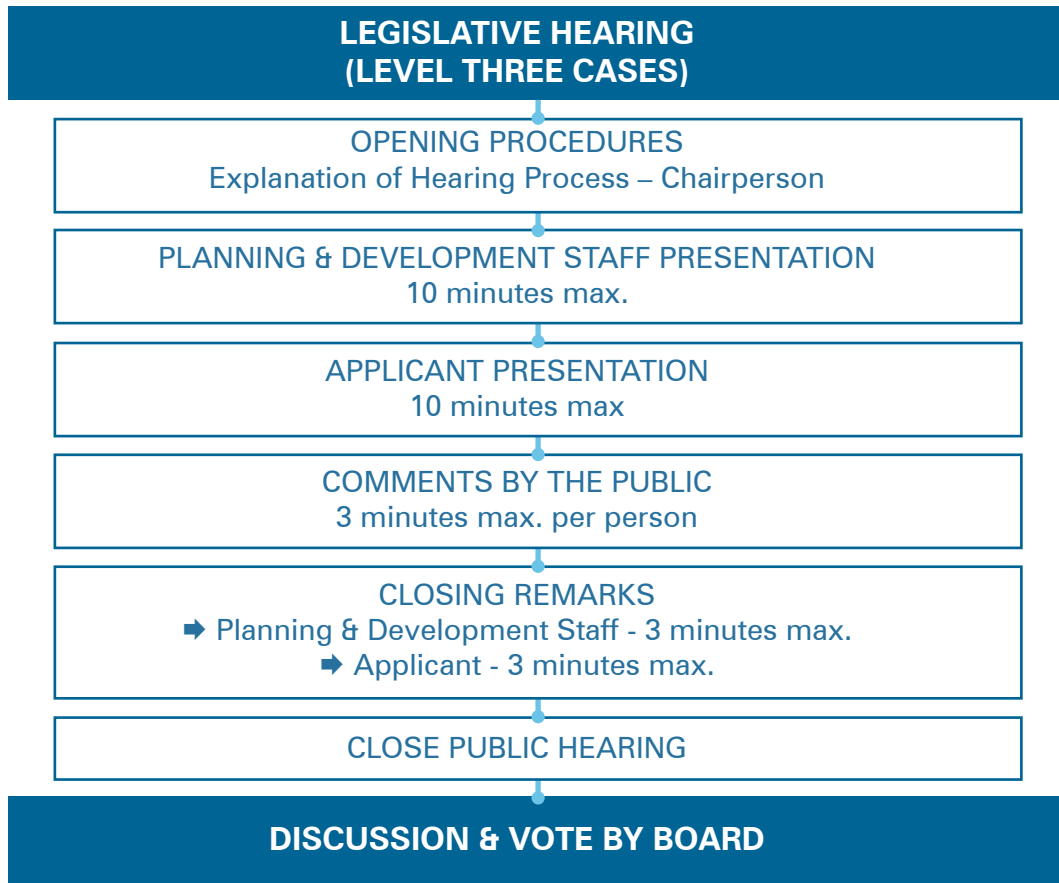 LEGISLATIVE HEARING
(LEVEL THREE CASES)
OPENING PROCEDURES
Explanation of Hearing Process – Chairperson
PLANNING & DEVELOPMENT STAFF PRESENTATION
10 minutes max.
APPLICANT PRESENTATION
10 minutes max
COMMENTS BY THE PUBLIC
3 minutes max. per person
CLOSING REMARKS
➡ Planning & Development Staff - 3 minutes max.
➡ Applicant - 3 minutes max.
CLOSE PUBLIC HEARING
DISCUSSION & VOTE BY BOARD